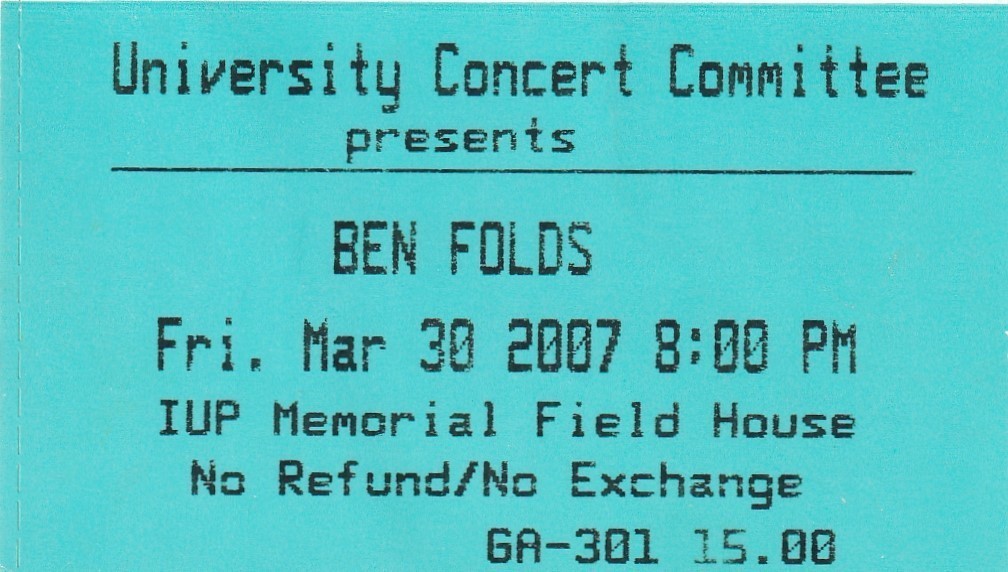 University Concert Committee
presents
BEN FOLDS
Fri. Mar 30 2007 8:00 PM
IUP Memorial Field House
No Refund/No Exchange
GA-301 15.00